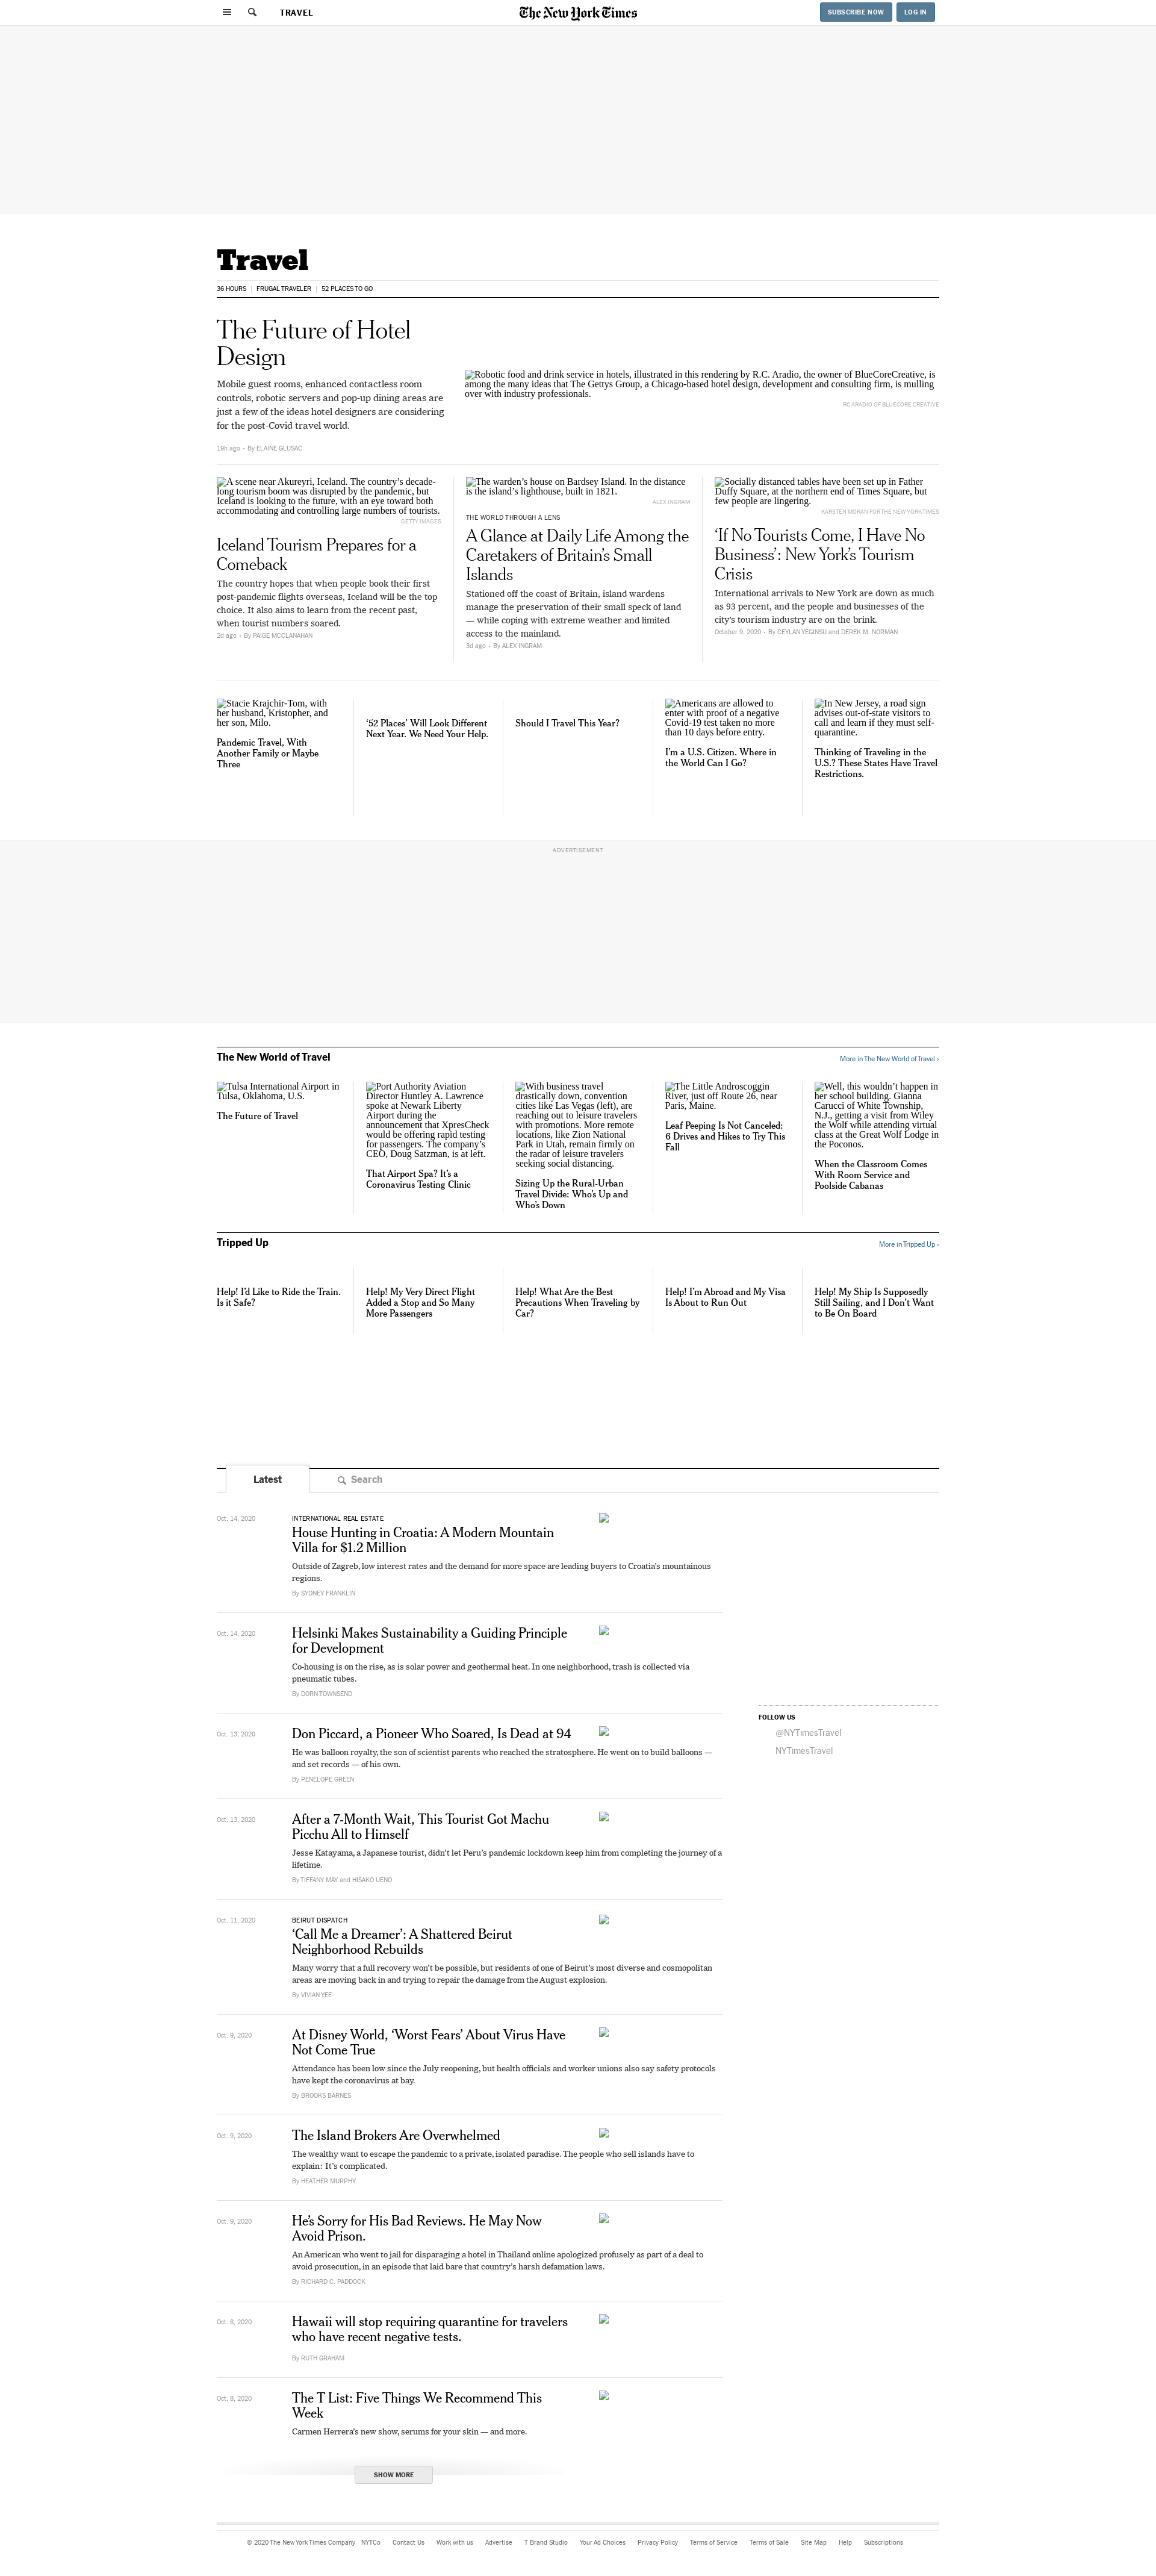 TRAVEL
The New York Times
SUBSCRIBE NOW
LOG IN
Travel
36 HOURS
FRUGAL TRAVELER
52 PLACES TO GO
The Future of Hotel
Design
Mobile guest rooms, enhanced contactless room
controls, robotic servers and pop-up dining areas are
just a few of the ideas hotel designers are considering
for the post-Covid travel world.
19h ago • By ELAINE GLUSAC
Robotic food and drink service in hotels, illustrated in this rendering by R.C. Aradio, the owner of BlueCoreCreative, is
among the many ideas that The Gettys Group, a Chicago-based hotel design, development and consulting firm, is mulling
over with industry professionals.
RC ARADIO OF BLUECORE CREATIVE
A scene near Akureyri, Iceland. The country's decade-
long tourism boom was disrupted by the pandemic, but
Iceland is looking to the future, with an eye toward both
accommodating and controlling large numbers of tourists.
GETTY IMAGES
Iceland Tourism Prepares for a
Comeback
The country hopes that when people book their first
post-pandemic flights overseas, Iceland will be the top
choice. It also aims to learn from the recent past,
when tourist numbers soared.
2d ago • By PAIGE MCCLANAHAN
The warden's house on Bardsey Island. In the distance
is the island's lighthouse, built in 1821.
ALEX INGRAM
THE WORLD THROUGH A LENS
A Glance at Daily Life Among the
Caretakers of Britain's Small
Islands
Stationed off the coast of Britain, island wardens
manage the preservation of their small speck of land
— while coping with extreme weather and limited
access to the mainland.
3d ago • By ALEX INGRAM
Socially distanced tables have been set up in Father
Duffy Square, at the northern end of Times Square, but
few people are lingering.
KARSTEN MORAN FOR THE NEW YORK TIMES
'If No Tourists Come, I Have No
Business': New York's Tourism
Crisis
International arrivals to New York are down as much
as 93 percent, and the people and businesses of the
city's tourism industry are on the brink.
October 9, 2020 • By CEYLAN YEGINSU and DEREK M. NORMAN
Stacie Krajchir-Tom, with
her husband, Kristopher, and
her son, Milo.
Pandemic Travel, With
Another Family or Maybe
Three
'52 Places' Will Look Different
Next Year. We Need Your Help.
Should I Travel This Year?
Americans are allowed to
enter with proof of a negative
Covid-19 test taken no more
than 10 days before entry.
I'm a U.S. Citizen. Where in
the World Can I Go?
In New Jersey, a road sign
advises out-of-state visitors to
call and learn if they must self-
quarantine.
Thinking of Traveling in the
U.S.? These States Have Travel
Restrictions.
ADVERTISEMENT
The New World of Travel
More in The New World of Travel ›
Tulsa International Airport in
Tulsa, Oklahoma, U.S.
The Future of Travel
Port Authority Aviation
Director Huntley A. Lawrence
spoke at Newark Liberty
Airport during the
announcement that XpresCheck
would be offering rapid testing
for passengers. The company's
CEO, Doug Satzman, is at left.
That Airport Spa? It's a
Coronavirus Testing Clinic
With business travel
drastically down, convention
cities like Las Vegas (left), are
reaching out to leisure travelers
with promotions. More remote
locations, like Zion National
Park in Utah, remain firmly on
the radar of leisure travelers
seeking social distancing.
Sizing Up the Rural-Urban
Travel Divide: Who's Up and
Who's Down
The Little Androscoggin
River, just off Route 26, near
Paris, Maine.
Leaf Peeping Is Not Canceled:
6 Drives and Hikes to Try This
Fall
Well, this wouldn't happen in
her school building. Gianna
Carucci of White Township,
N.J., getting a visit from Wiley
the Wolf while attending virtual
class at the Great Wolf Lodge in
the Poconos.
When the Classroom Comes
With Room Service and
Poolside Cabanas
Tripped Up
More in Tripped Up ›
Help! I'd Like to Ride the Train.
Is it Safe?
Help! My Very Direct Flight
Added a Stop and So Many
More Passengers
Help! What Are the Best
Precautions When Traveling by
Car?
Help! I'm Abroad and My Visa
Is About to Run Out
Help! My Ship Is Supposedly
Still Sailing, and I Don't Want
to Be On Board
Latest
Search
Oct. 14, 2020
INTERNATIONAL REAL ESTATE
House Hunting in Croatia: A Modern Mountain
Villa for $1.2 Million
Outside of Zagreb, low interest rates and the demand for more space are leading buyers to Croatia's mountainous
regions.
By SYDNEY FRANKLIN
Oct. 14, 2020
Helsinki Makes Sustainability a Guiding Principle
for Development
Co-housing is on the rise, as is solar power and geothermal heat. In one neighborhood, trash is collected via
pneumatic tubes.
By DORN TOWNSEND
Oct. 13, 2020
Don Piccard, a Pioneer Who Soared, Is Dead at 94
He was balloon royalty, the son of scientist parents who reached the stratosphere. He went on to build balloons —
and set records — of his own.
By PENELOPE GREEN
Oct. 13, 2020
After a 7-Month Wait, This Tourist Got Machu
Picchu All to Himself
Jesse Katayama, a Japanese tourist, didn't let Peru's pandemic lockdown keep him from completing the journey of a
lifetime.
By TIFFANY MAY and HISAKO UENO
Oct. 11, 2020
BEIRUT DISPATCH
'Call Me a Dreamer': A Shattered Beirut
Neighborhood Rebuilds
Many worry that a full recovery won't be possible, but residents of one of Beirut's most diverse and cosmopolitan
areas are moving back in and trying to repair the damage from the August explosion.
By VIVIAN YEE
Oct. 9, 2020
At Disney World, 'Worst Fears' About Virus Have
Not Come True
Attendance has been low since the July reopening, but health officials and worker unions also say safety protocols
have kept the coronavirus at bay.
By BROOKS BARNES
Oct. 9, 2020
The Island Brokers Are Overwhelmed
The wealthy want to escape the pandemic to a private, isolated paradise. The people who sell islands have to
explain: It's complicated.
By HEATHER MURPHY
Oct. 9, 2020
He's Sorry for His Bad Reviews. He May Now
Avoid Prison.
An American who went to jail for disparaging a hotel in Thailand online apologized profusely as part of a deal to
avoid prosecution, in an episode that laid bare that country's harsh defamation laws.
By RICHARD C. PADDOCK
Oct. 8, 2020
Hawaii will stop requiring quarantine for travelers
who have recent negative tests.
By RUTH GRAHAM
Oct. 8, 2020
The T List: Five Things We Recommend This
Week
Carmen Herrera's new show, serums for your skin — and more.
SHOW MORE
FOLLOW US
@NYTimesTravel
NYTimesTravel
© 2020 The New York Times Company
NYTCo
Contact Us
Work with us
Advertise
T Brand Studio
Your Ad Choices
Privacy Policy
Terms of Service
Terms of Sale
Site Map
Help
Subscriptions